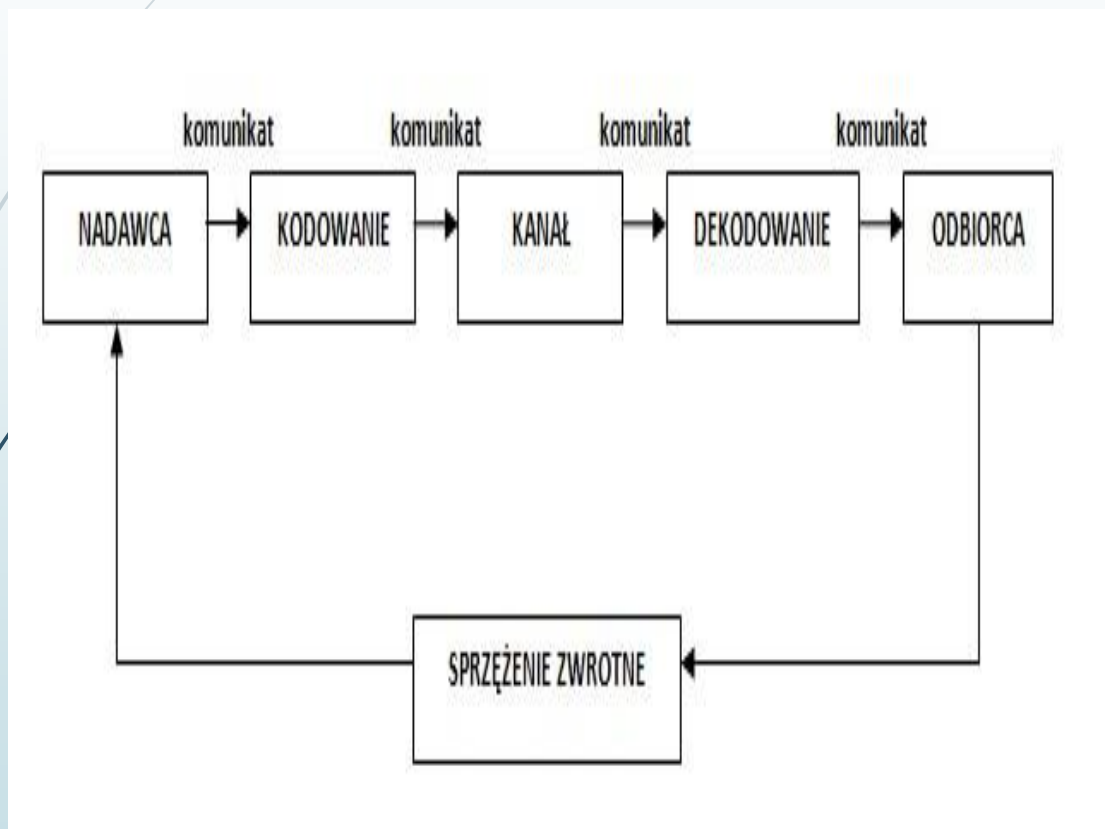 komunikat komunikat komunikat komunikat
NADAWCA KODOWANIE KANAŁ DEKODOWANIE ODBIORCA
SPRZĘŻENIE ZWROTNE